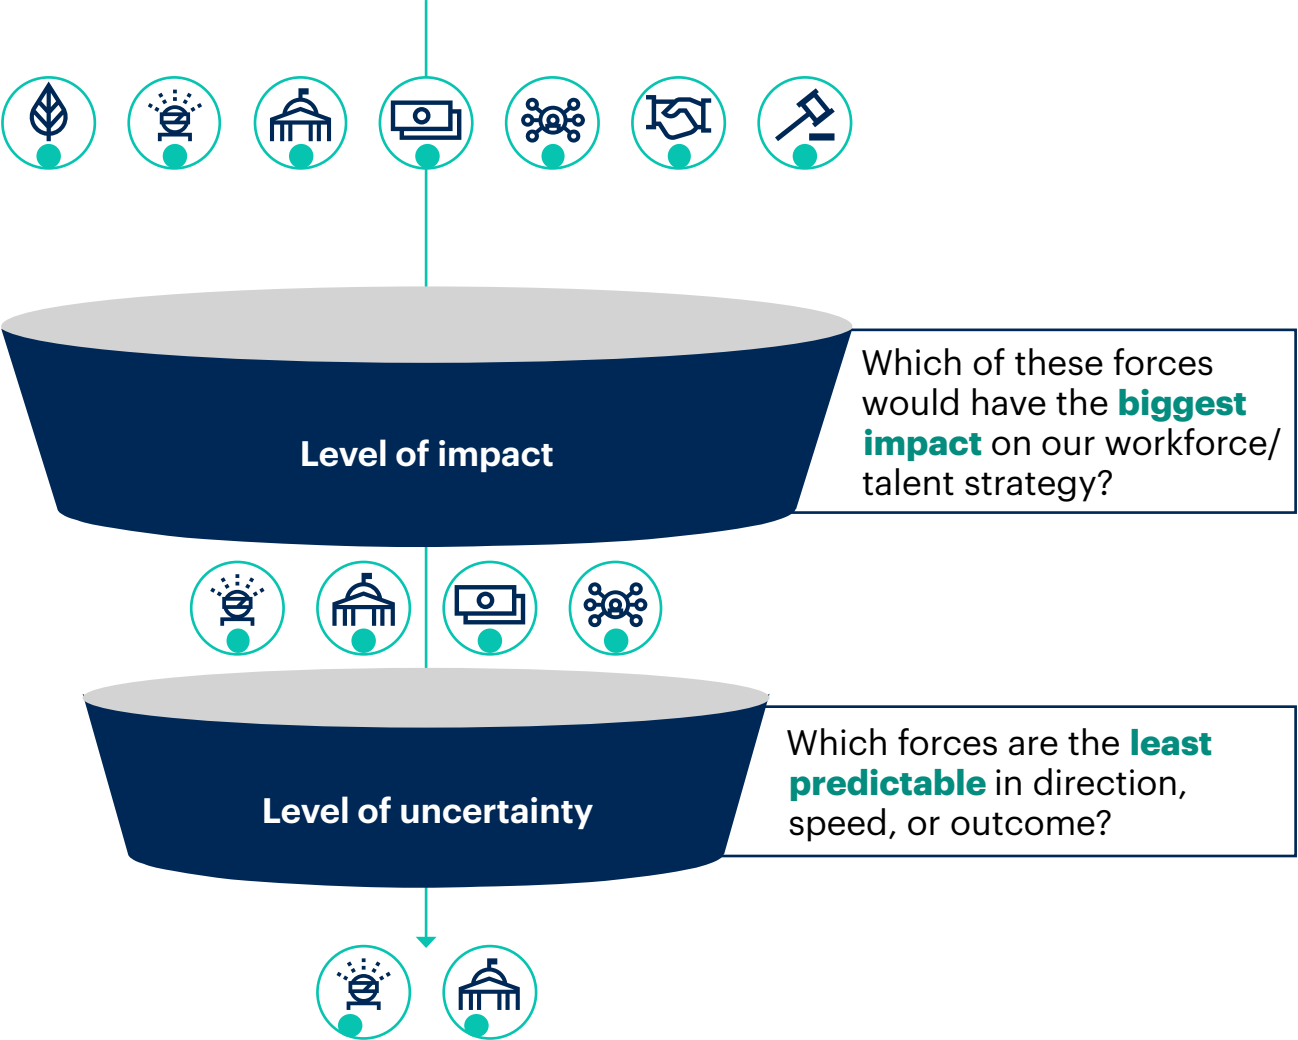 Which of these forces
would have the biggest
impact on our workforce/
talent strategy?
Level of impact
Which forces are the least
predictable in direction,
speed, or outcome?
Level of uncertainty